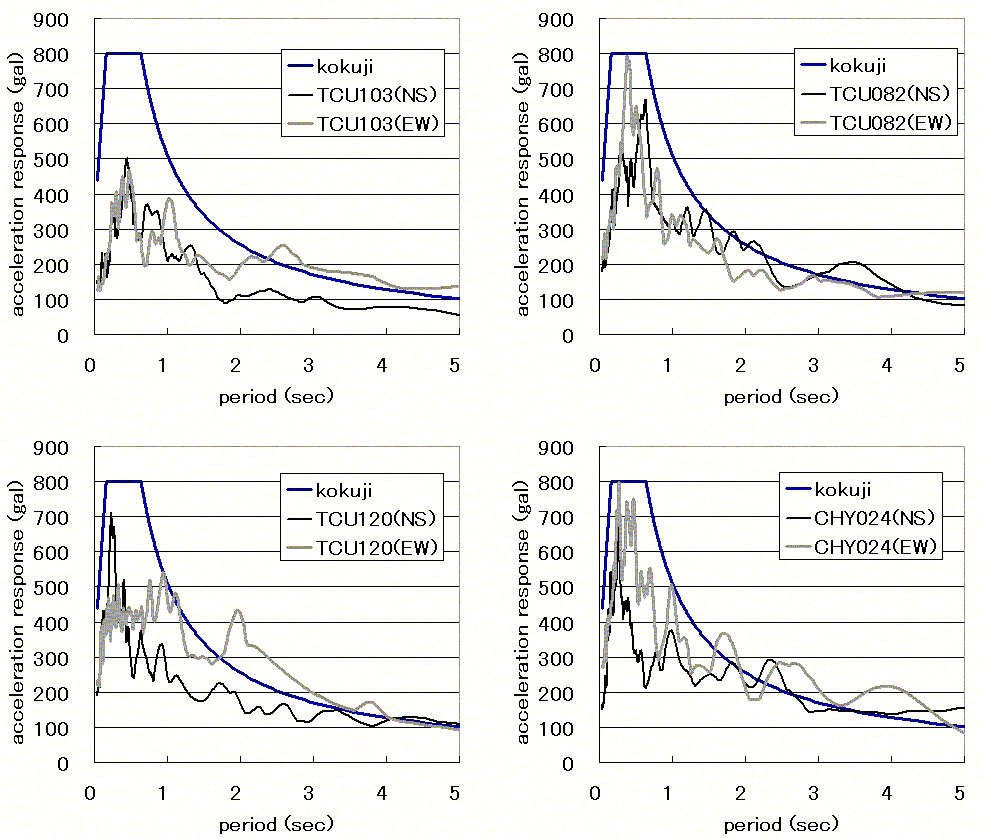 acceleration response (gal)
900
800
700
600
500
400
300
200
100
0
kokuji
TCU103(NS)
TCU103(EW)
0 1 2 3 4 5
period (sec)
acceleration response (gal)
900
800
700
600
500
400
300
200
100
0
kokuji
TCU082(NS)
TCU082(EW)
0 1 2 3 4 5
period (sec)
acceleration response (gal)
900
800
700
600
500
400
300
200
100
0
kokuji
TCU120(NS)
TCU120(EW)
0 1 2 3 4 5
period (sec)
acceleration response (gal)
900
800
700
600
500
400
300
200
100
0
kokuji
CHY024(NS)
CHY024(EW)
0 1 2 3 4 5
period (sec)